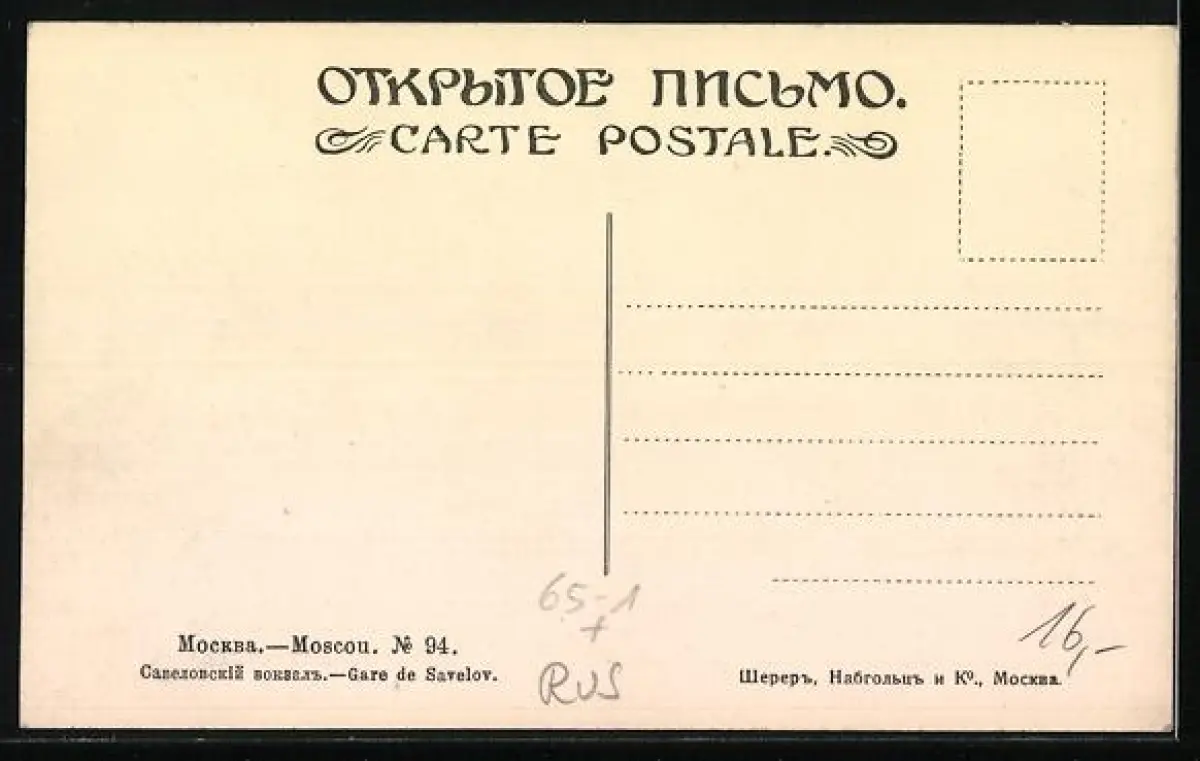 ОТКРЫТОЕ ПИСЬМО.
CARTE POSTALE.
65-1
+
RUS
16,-
Москва.—Moscou. № 94.
Савеловскій вокзалъ.—Gare de Savelov.
Шереръ, Набгольцъ и Кº., Москва.